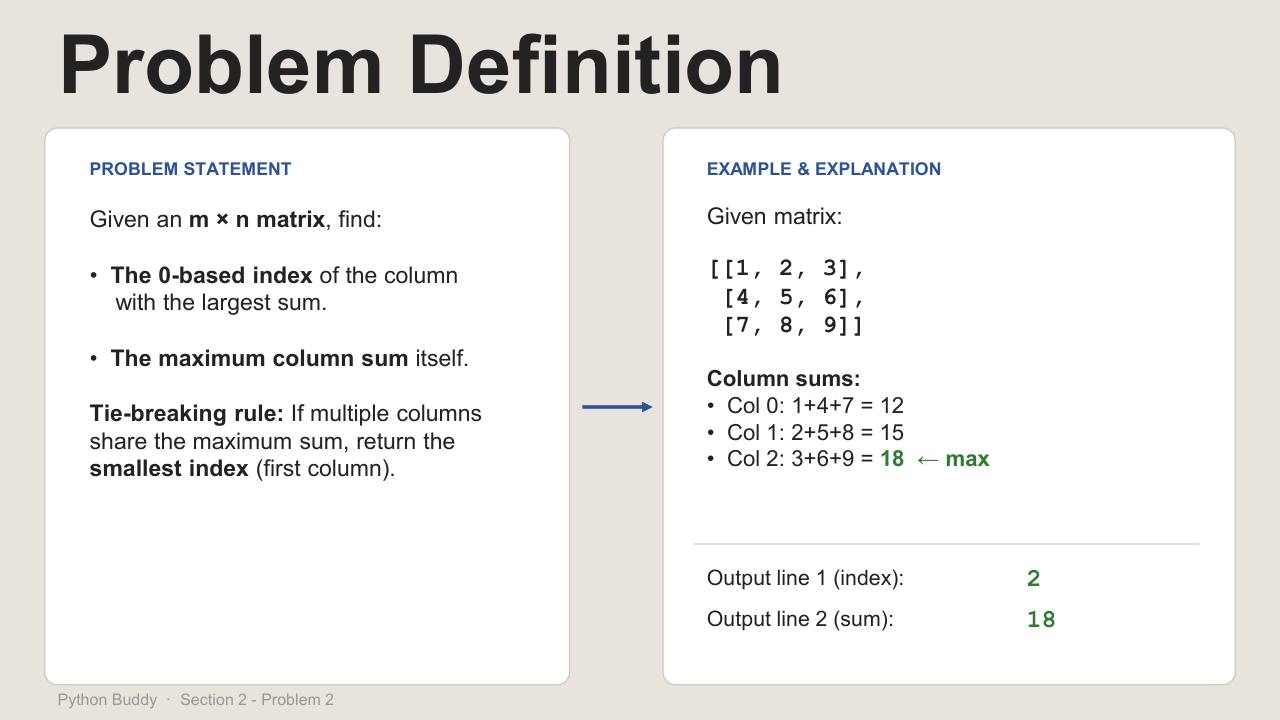 Problem Definition
PROBLEM STATEMENT
Given an m × n matrix, find:
• The 0-based index of the column
with the largest sum.
• The maximum column sum itself.
Tie-breaking rule: If multiple columns
share the maximum sum, return the
smallest index (first column).
EXAMPLE & EXPLANATION
Given matrix:
[[1, 2, 3],
[4, 5, 6],
[7, 8, 9]]
Column sums:
• Col 0: 1+4+7 = 12
• Col 1: 2+5+8 = 15
• Col 2: 3+6+9 = 18 ← max
Output line 1 (index): 2
Output line 2 (sum): 18
Python Buddy · Section 2 - Problem 2